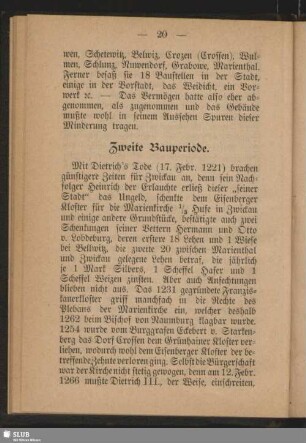 — 20 —
wen, Schetewitz, Belwiz, Crozen (Crossen), Wul-
men, Schlunz, Nuwendorf, Grabowe, Marienthal.
Ferner besaß sie 18 Baustellen in der Stadt,
einige in der Vorstadt, das Weidicht, ein Vor-
werk ꝛc. — Das Vermögen hatte also eher ab-
genommen, als zugenommen und das Gebäude
mußte wohl in seinem Aussehen Spuren dieser
Minderung tragen.
Zweite Bauperiode.
Mit Dietrich's Tode (17. Febr. 1221) brachen
günstigere Zeiten für Zwickau an, denn sein Nach-
folger Heinrich der Erlauchte erließ dieser „seiner
Stadt“ das Ungeld, schenkte dem Eisenberger
Kloster für die Marienkirche ½ Hufe in Zwickau
und einige andere Grundstücke, bestätigte auch zwei
Schenkungen seiner Vettern Hermann und Otto
v. Lobdeburg, deren erstere 18 Lehen und 1 Wiese
bei Bellwitz, die zweite 29 zwischen Marienthal
und Zwickau gelegene Lehen betraf, die jährlich
je 1 Mark Silbers, 1 Scheffel Hafer und 1
Scheffel Weizen zinsten. Aber auch Anfechtungen
blieben nicht aus. Das 1231 gegründete Franzis-
kanerkloster griff mannfach in die Rechte des
Plebans der Marienkirche ein, welcher deshalb
1262 beim Bischof von Naumburg klagbar wurde.
1254 wurde vom Burggrafen Eckebert v. Starken-
berg das Dorf Crossen dem Grünhainer Kloster ver-
liehen, wodurch wohl dem Eisenberger Kloster der be-
treffende Zehnte verloren ging. Selbst die Bürgerschaft
war der Kirche nicht stetig gewogen, denn am 12. Febr.
1266 mußte Dietrich III., der Weise, einschreiten,
SLUB